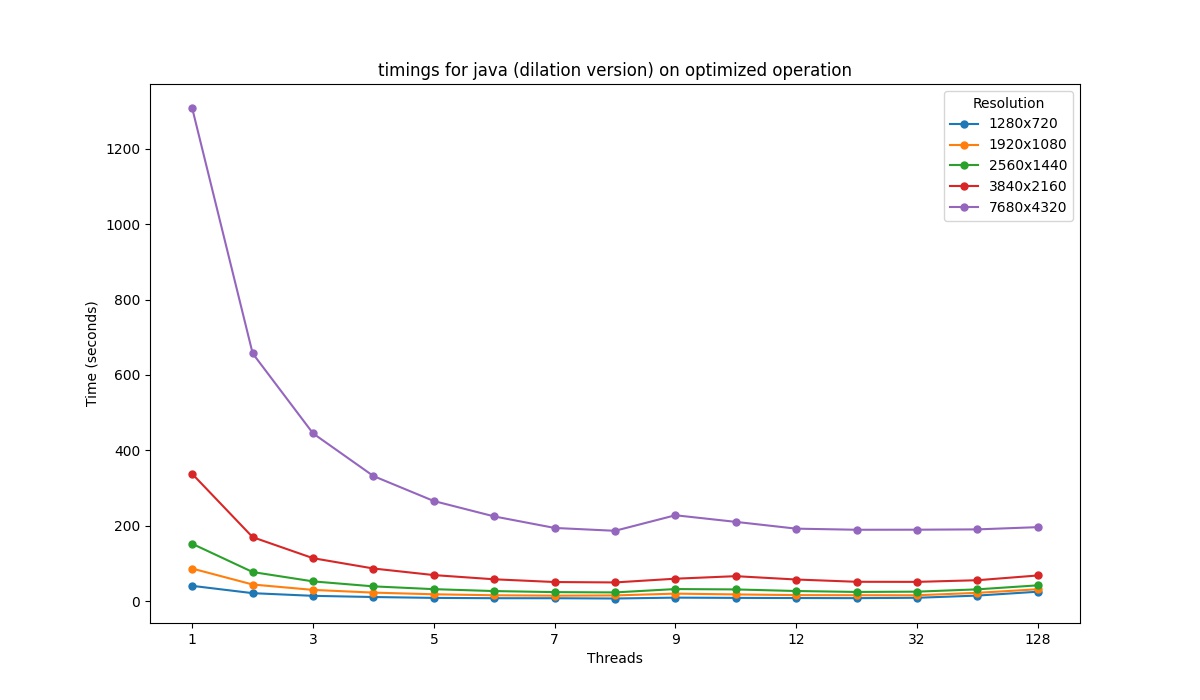 timings for java (dilation version) on optimized operation
Resolution
1280x720
1920x1080
2560x1440
3840x2160
7680x4320
Time (seconds)
1200
1000
800
600
400
200
0
1 3 5 7 9 12 32 128
Threads